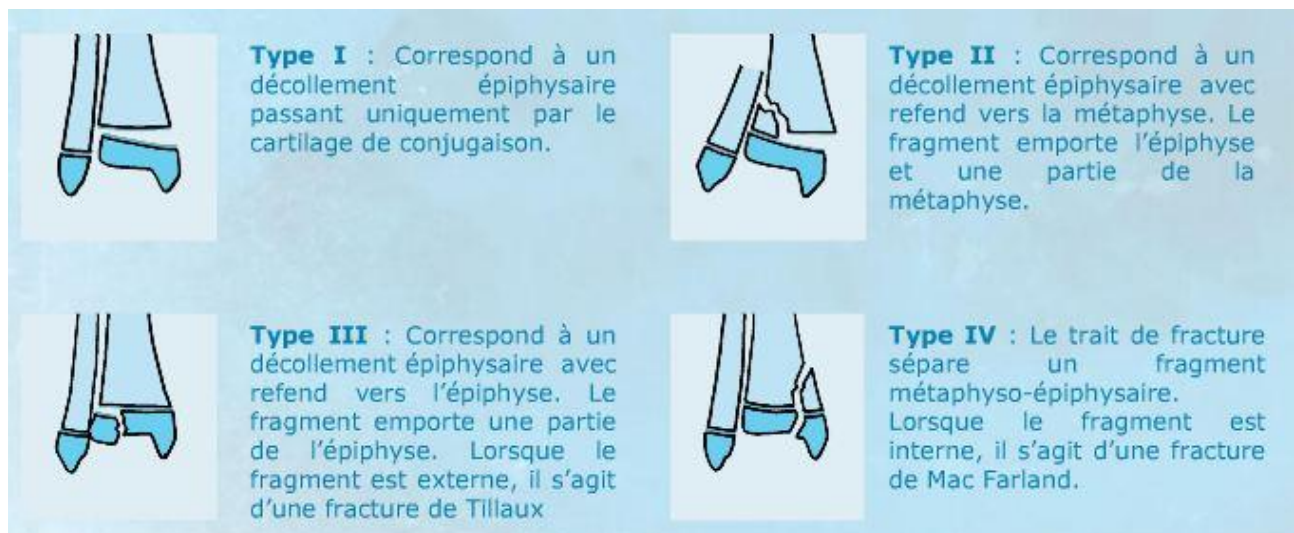 Type I : Correspond à un
décollement épiphysaire
passant uniquement par le
cartilage de conjugaison.
Type II : Correspond à un
décollement épiphysaire avec
refend vers la métaphyse. Le
fragment emporte l’épiphyse
et une partie de la
métaphyse.
Type III : Correspond à un
décollement épiphysaire avec
refend vers l’épiphyse. Le
fragment emporte une partie
de l’épiphyse. Lorsque le
fragment est externe, il s’agit
d’une fracture de Tillaux
Type IV : Le trait de fracture
sépare un fragment
métaphyso-épiphysaire.
Lorsque le fragment est
interne, il s’agit d’une fracture
de Mac Farland.